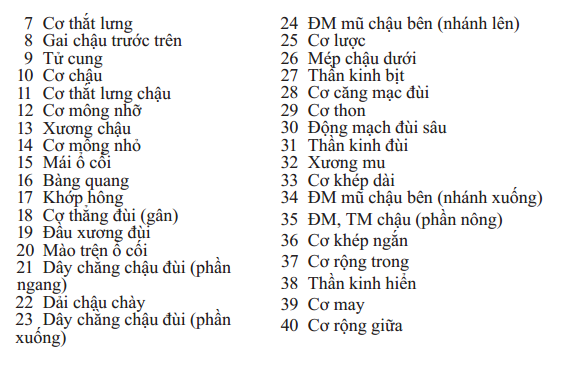 7 Cơ thắt lưng
8 Gai chậu trước trên
9 Tử cung
10 Cơ chậu
11 Cơ thắt lưng chậu
12 Cơ mông nhỡ
13 Xương chậu
14 Cơ mông nhỏ
15 Mái ổ cối
16 Bàng quang
17 Khớp hông
18 Cơ thẳng đùi (gân)
19 Đầu xương đùi
20 Mào trên ổ cối
21 Dây chằng chậu đùi (phần
ngang)
22 Dải chậu chày
23 Dây chằng chậu đùi (phần
xuống)
24 ĐM mũ chậu bên (nhánh lên)
25 Cơ lược
26 Mép chậu dưới
27 Thần kinh bịt
28 Cơ căng mạc đùi
29 Cơ thon
30 Động mạch đùi sâu
31 Thần kinh đùi
32 Xương mu
33 Cơ khép dài
34 ĐM mũ chậu bên (nhánh xuống)
35 ĐM, TM chậu (phần nông)
36 Cơ khép ngắn
37 Cơ rộng trong
38 Thần kinh hiển
39 Cơ may
40 Cơ rộng giữa